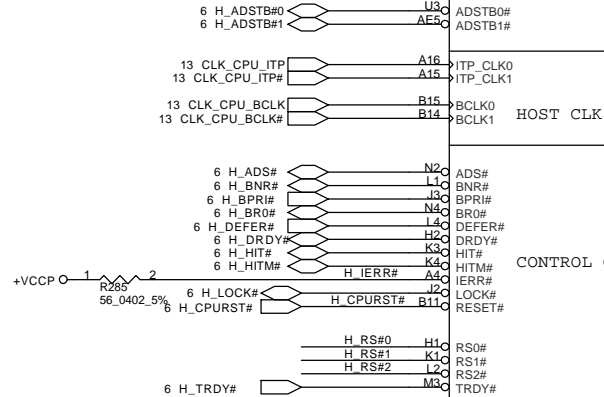 6 H_ADSTB#0 U3 ADSTB0#
6 H_ADSTB#1 AE5 ADSTB1#
13 CLK_CPU_ITP A16 ITP_CLK0
13 CLK_CPU_ITP# A15 ITP_CLK1
13 CLK_CPU_BCLK B15 BCLK0
13 CLK_CPU_BCLK# B14 BCLK1
HOST CLK
6 H_ADS# N2 ADS#
6 H_BNR# L1 BNR#
6 H_BPRI# J3 BPRI#
6 H_BR0# N4 BR0#
6 H_DEFER# L4 DEFER#
6 H_DRDY# H2 DRDY#
6 H_HIT# K3 HIT#
6 H_HITM# K4 HITM#
CONTROL
+VCCP 1 2 H_IERR# A4 IERR#
R285
56_0402_5%
6 H_LOCK# J2 LOCK#
6 H_CPURST# H_CPURST# B11 RESET#
H_RS#0 H1 RS0#
H_RS#1 K1 RS1#
H_RS#2 L2 RS2#
6 H_TRDY# M3 TRDY#